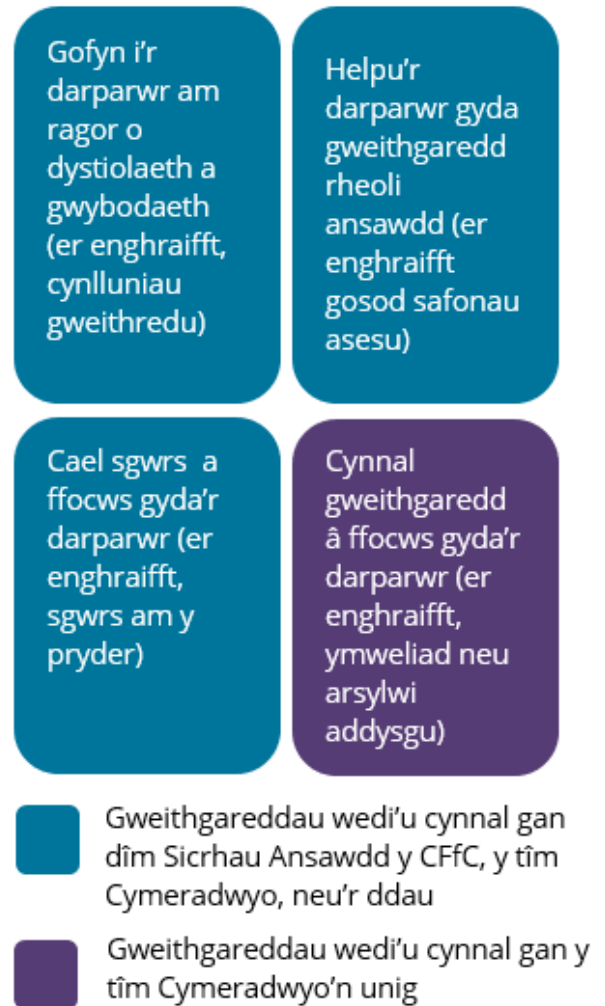 Gofyn i'r
darparwr am
ragor o
dystiolaeth a
gwybodaeth
(er enghraifft,
cynlluniau
gweithredu)
Helpu'r
darparwr gyda
gweithgaredd
rheoli
ansawdd (er
enghraifft
gosod safonau
asesu)
Cael sgwrs a
ffocws gyda'r
darparwr (er
enghraifft,
sgwrs am y
pryder)
Cynnal
gweithgaredd
â ffocws gyda'r
darparwr (er
enghraifft,
ymweliad neu
arsylwi
addysgu)
Gweithgareddau wedi'u cynnal gan
dîm Sicrhau Ansawdd y CFfC, y tîm
Cymeradwyo, neu'r ddau
Gweithgareddau wedi'u cynnal gan y
tîm Cymeradwyo'n unig